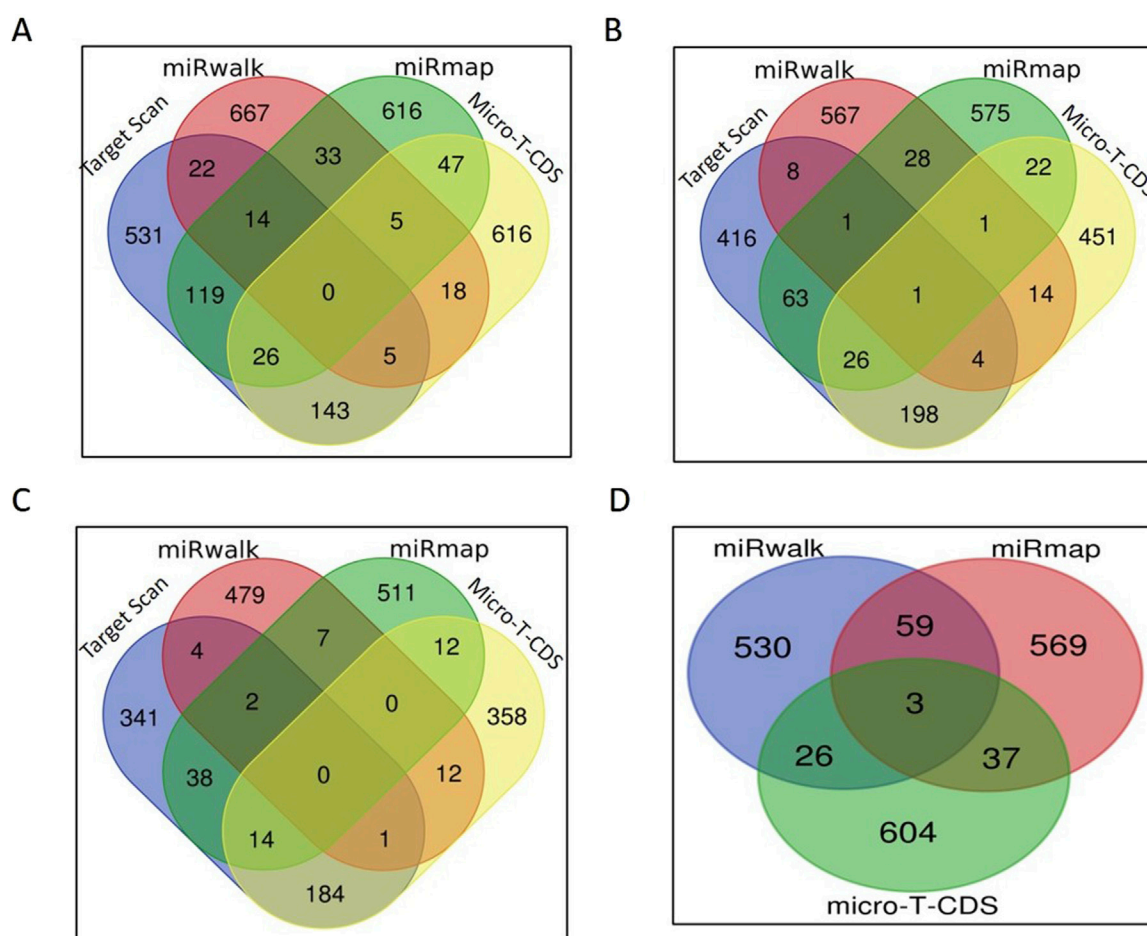 A
miRwalk
miRmap
Target Scan
Micro-T-CDS
667
616
22
33
47
531
14
5
616
119
0
18
26
5
143
B
miRwalk
miRmap
Target Scan
Micro-T-CDS
567
575
8
28
22
416
1
1
451
63
1
14
26
4
198
C
miRwalk
miRmap
Target Scan
Micro-T-CDS
479
511
4
7
12
341
2
0
358
38
0
12
14
1
184
D
miRwalk
miRmap
530
59
569
3
26
37
604
micro-T-CDS